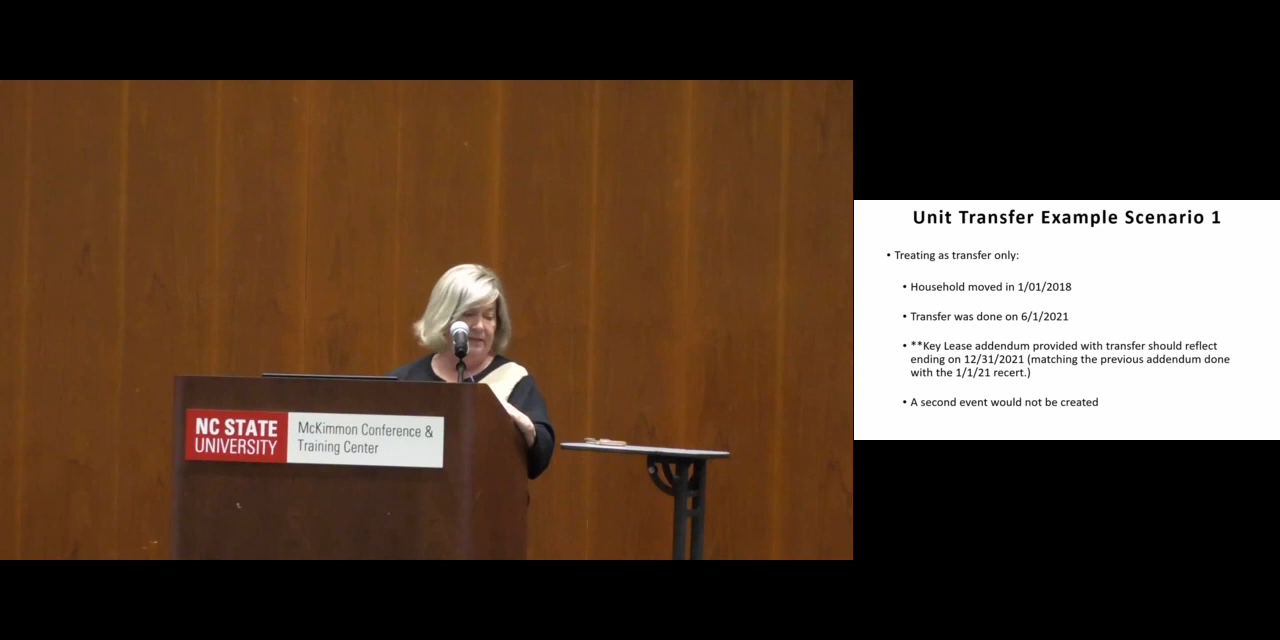 NC STATE
UNIVERSITY
McKimmon Conference &
Training Center
Unit Transfer Example Scenario 1
• Treating as transfer only:
• Household moved in 1/01/2018
• Transfer was done on 6/1/2021
• **Key Lease addendum provided with transfer should reflect
ending on 12/31/2021 (matching the previous addendum done
with the 1/1/21 recert.)
• A second event would not be created